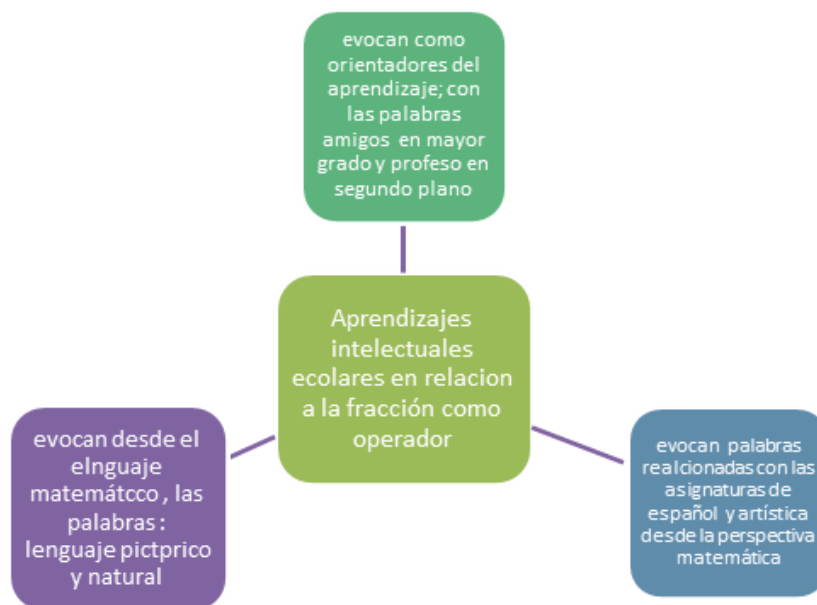 evocan como
orientadores del
aprendizaje; con
las palabras
amigos en mayor
grado y profeso en
segundo plano
Aprendizajes
intelectuales
ecolares en relacion
a la fracción como
operador
evocan desde el
elnguaje
matemátcco , las
palabras :
lenguaje pictprico
y natural
evocan palabras
realcionadas con las
asignaturas de
español y artística
desde la perspectiva
matemática